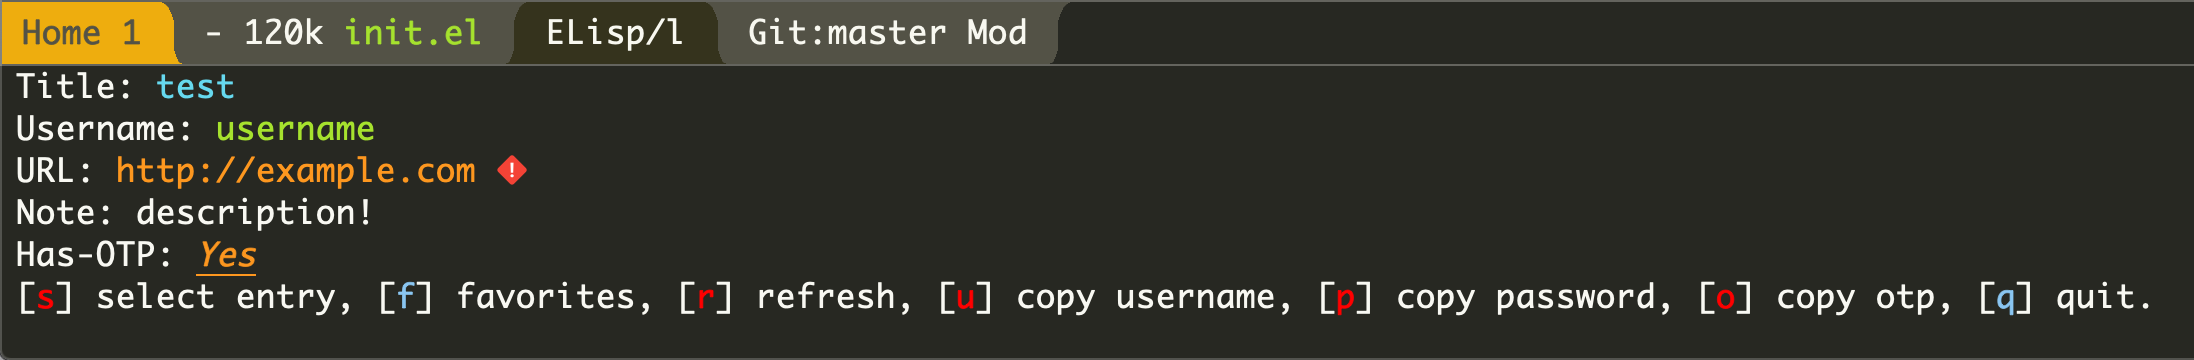 Home 1 - 120k init.el ELisp/l Git:master Mod
Title: test
Username: username
URL: http://example.com
Note: description!
Has-OTP: Yes
[s] select entry, [f] favorites, [r] refresh, [u] copy username, [p] copy password, [o] copy otp, [q] quit.